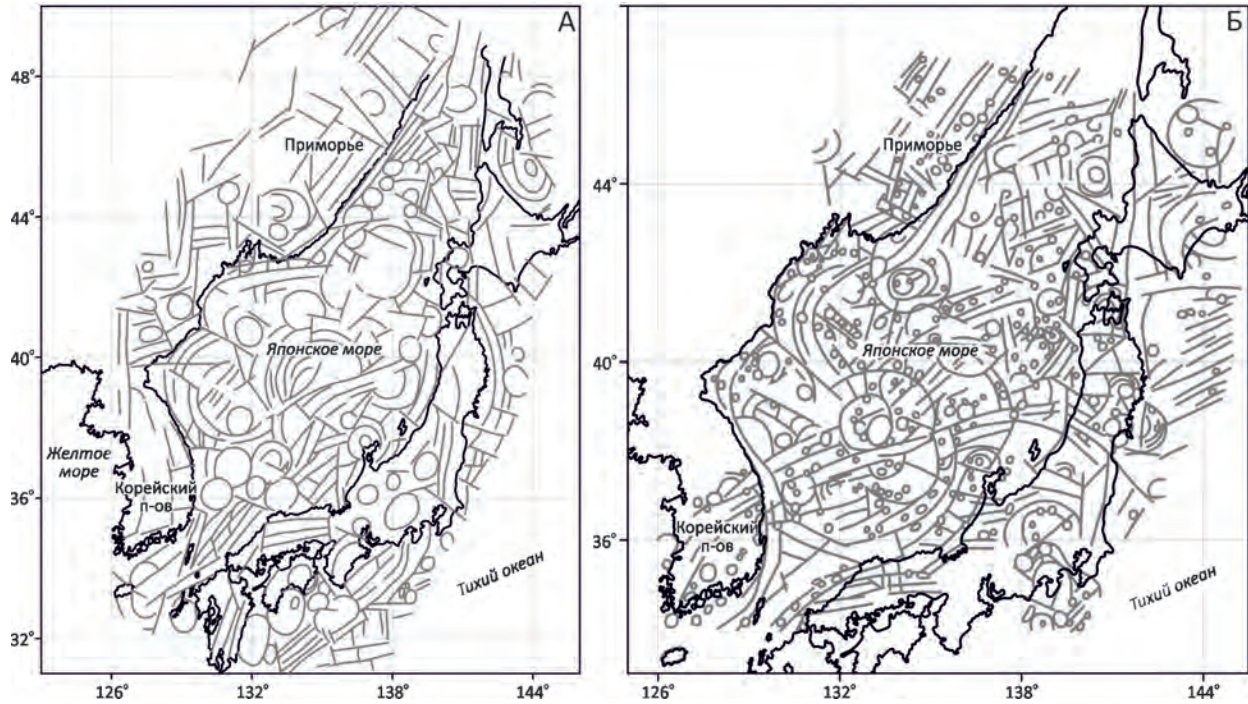 А
48°
Приморье
44°
Японское море
40°
Желтое
море
Корейский
п-ов
36°
Тихий океан
32°
126°
132°
138°
144°
Б
Приморье
44°
Японское море
40°
Корейский
п-ов
36°
Тихий океан
126°
132°
138°
144°